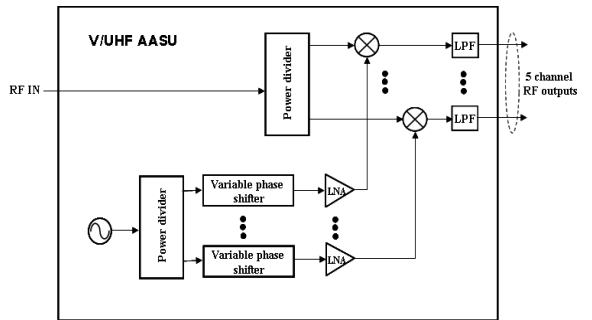 V/UHF AASU
RF IN
Power divider
LPF
LPF
5 channel
RF outputs
Power divider
Variable phase
shifter
LNA
Variable phase
shifter
LNA